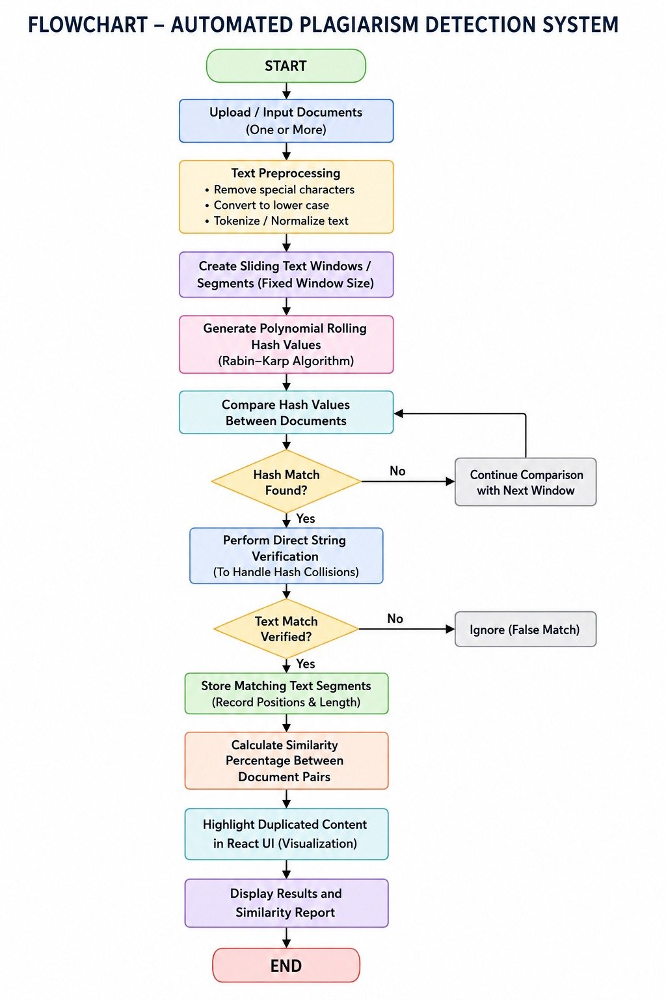 FLOWCHART – AUTOMATED PLAGIARISM DETECTION SYSTEM
START
Upload / Input Documents
(One or More)
Text Preprocessing
• Remove special characters
• Convert to lower case
• Tokenize / Normalize text
Create Sliding Text Windows /
Segments (Fixed Window Size)
Generate Polynomial Rolling
Hash Values
(Rabin–Karp Algorithm)
Compare Hash Values
Between Documents
Hash Match
Found?
No
Continue Comparison
with Next Window
Yes
Perform Direct String
Verification
(To Handle Hash Collisions)
Text Match
Verified?
No
Ignore (False Match)
Yes
Store Matching Text Segments
(Record Positions & Length)
Calculate Similarity
Percentage Between
Document Pairs
Highlight Duplicated Content
in React UI (Visualization)
Display Results and
Similarity Report
END